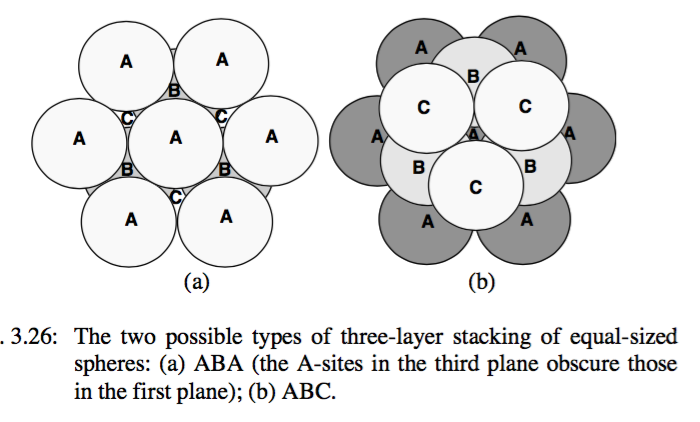 A A
B
C C
A A A
B B
C
A A
(a)
A A
B
C C
A A A
B B
C
A A
(b)
. 3.26: The two possible types of three-layer stacking of equal-sized
spheres: (a) ABA (the A-sites in the third plane obscure those
in the first plane); (b) ABC.